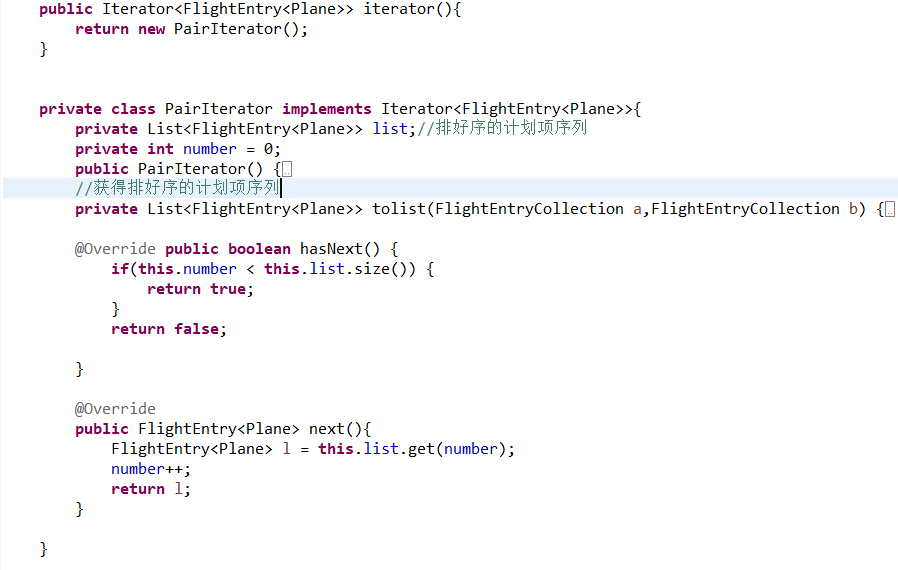 public Iterator<FlightEntry<Plane>> iterator(){
return new PairIterator();
}
private class PairIterator implements Iterator<FlightEntry<Plane>>{
private List<FlightEntry<Plane>> list;//排好序的计划项序列
private int number = 0;
public PairIterator() {
//获得排好序的计划项序列
private List<FlightEntry<Plane>> tolist(FlightEntryCollection a,FlightEntryCollection b) {
@Override public boolean hasNext() {
if(this.number < this.list.size()) {
return true;
}
return false;
}
@Override
public FlightEntry<Plane> next(){
FlightEntry<Plane> l = this.list.get(number);
number++;
return l;
}
}